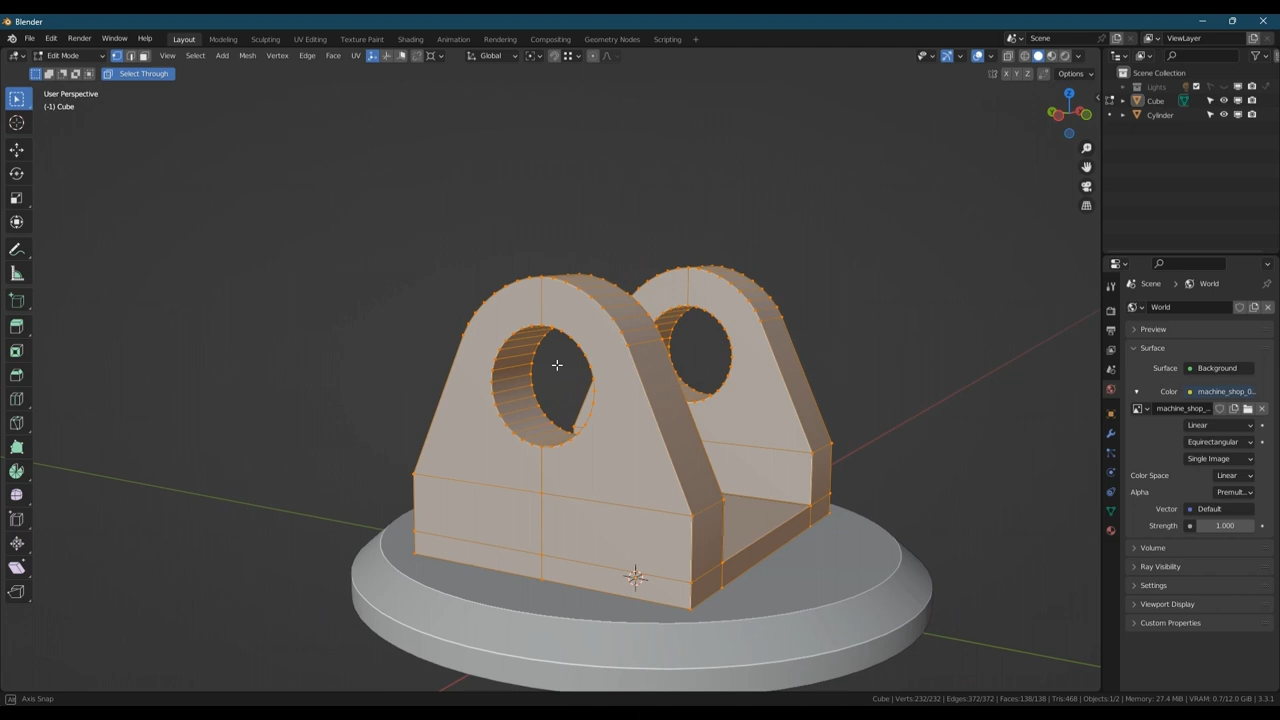 Blender
File Edit Render Window Help Layout Modeling Sculpting UV Editing Texture Paint Shading Animation Rendering Compositing Geometry Nodes Scripting + Scene ViewLayer
Edit Mode View Select Add Mesh Vertex Edge Face UV Global
Select Through X Y Z Options
User Perspective
(-1) Cube
Z
Scene Collection
Lights
Cube
Cylinder
Scene > World
World
Preview
Surface
Surface Background
Color machine_shop_0...
machine_shop_...
Linear
Equirectangular
Single Image
Color Space Linear
Alpha Premult...
Vector Default
Strength 1.000
Volume
Ray Visibility
Settings
Viewport Display
Custom Properties
Alt Axis Snap Cube | Verts:232/232 | Edges:372/372 | Faces:138/138 | Tris:468 | Objects:1/2 | Memory: 27.4 MiB | VRAM: 0.7/12.0 GiB | 3.3.1